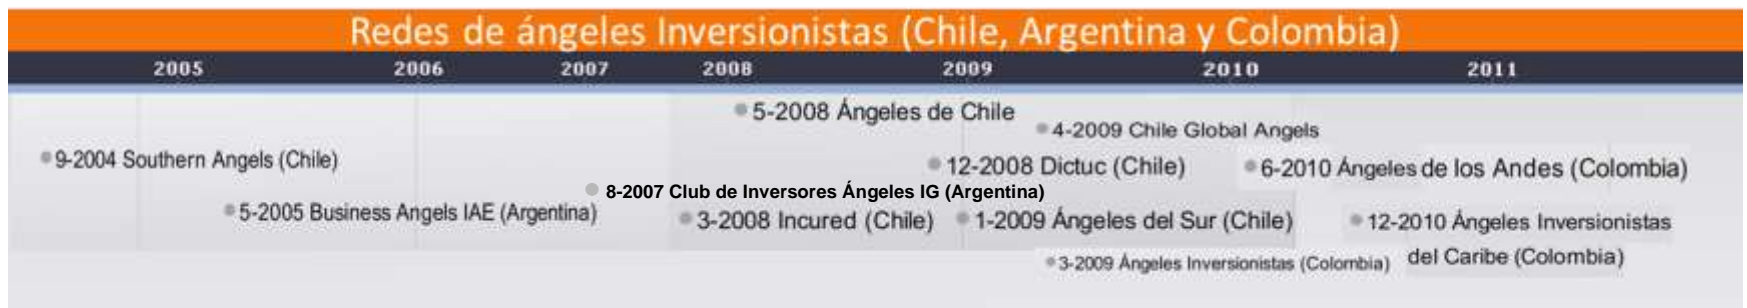 Redes de ángeles Inversionistas (Chile, Argentina y Colombia)
2005 2006 2007 2008 2009 2010 2011
5-2008 Ángeles de Chile
4-2009 Chile Global Angels
9-2004 Southern Angels (Chile)
12-2008 Dictuc (Chile)
6-2010 Ángeles de los Andes (Colombia)
8-2007 Club de Inversores Ángeles IG (Argentina)
5-2005 Business Angels IAE (Argentina)
3-2008 Incured (Chile)
1-2009 Ángeles del Sur (Chile)
12-2010 Ángeles Inversionistas
del Caribe (Colombia)
3-2009 Ángeles Inversionistas (Colombia)